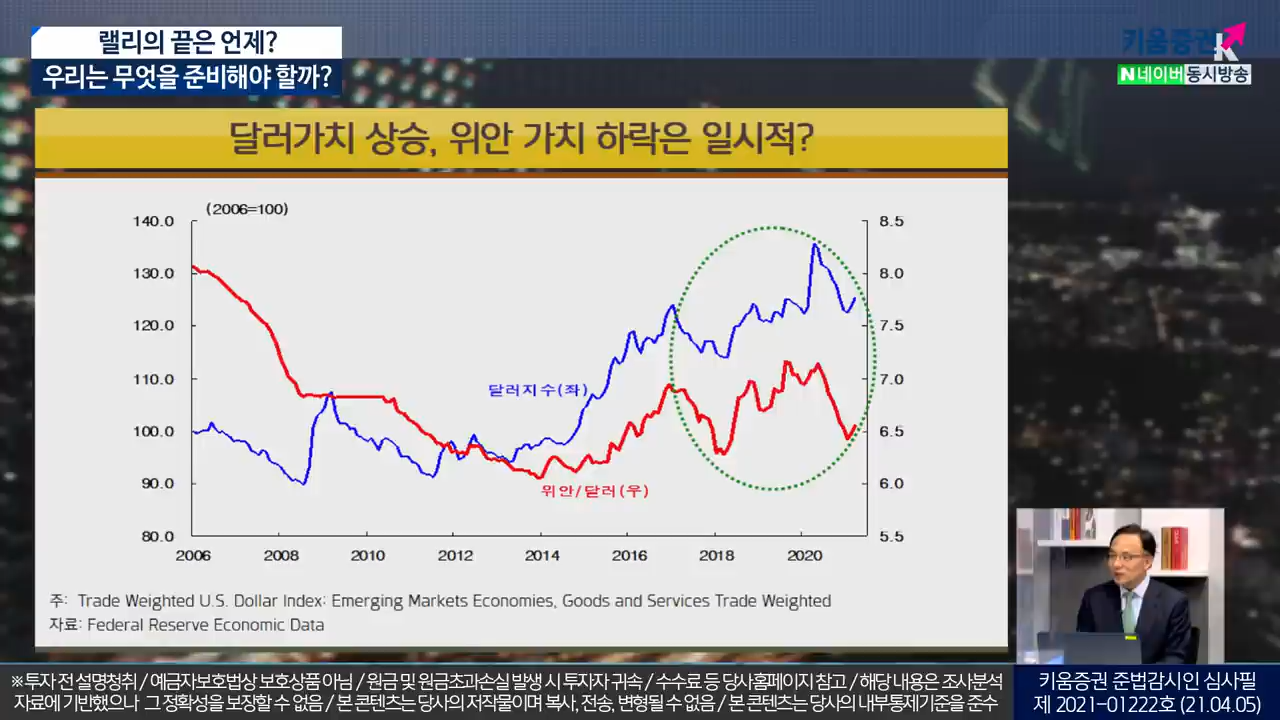 랠리의 끝은 언제?
우리는 무엇을 준비해야 할까?
키움증권
N네이버 동시방송
달러가치 상승, 위안 가치 하락은 일시적?
(2006=100)
140.0
130.0
120.0
110.0
100.0
90.0
80.0
8.5
8.0
7.5
7.0
6.5
6.0
5.5
달러지수(좌)
위안/달러(우)
2006 2008 2010 2012 2014 2016 2018 2020
주: Trade Weighted U.S. Dollar Index: Emerging Markets Economies, Goods and Services Trade Weighted
자료: Federal Reserve Economic Data
※투자 전 설명청취 / 예금자보호법상 보호상품 아님 / 원금 및 원금초과손실 발생 시 투자자 귀속 / 수수료 등 당사홈페이지 참고 / 해당 내용은 조사분석
자료에 기반했으나 그 정확성을 보장할 수 없음 / 본 콘텐츠는 당사의 저작물이며 복사, 전송, 변형될 수 없음 / 본 콘텐츠는 당사의 내부통제기준을 준수
키움증권 준법감시인 심사필
제 2021-01222호 (21.04.05)